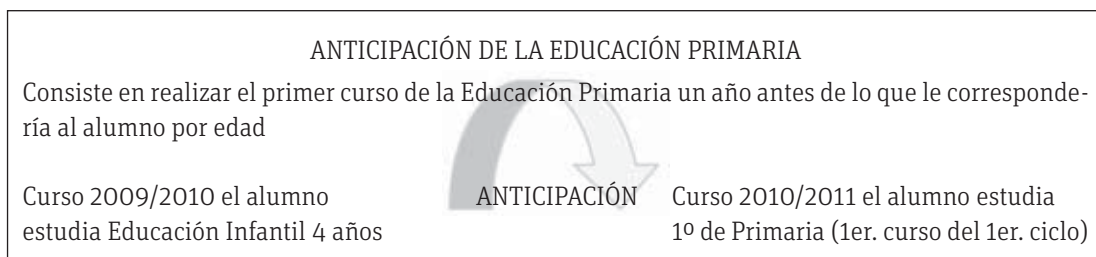 ANTICIPACIÓN DE LA EDUCACIÓN PRIMARIA
Consiste en realizar el primer curso de la Educación Primaria un año antes de lo que le corresponde-
ría al alumno por edad
Curso 2009/2010 el alumno ANTICIPACIÓN Curso 2010/2011 el alumno estudia
estudia Educación Infantil 4 años 1º de Primaria (1er. curso del 1er. ciclo)